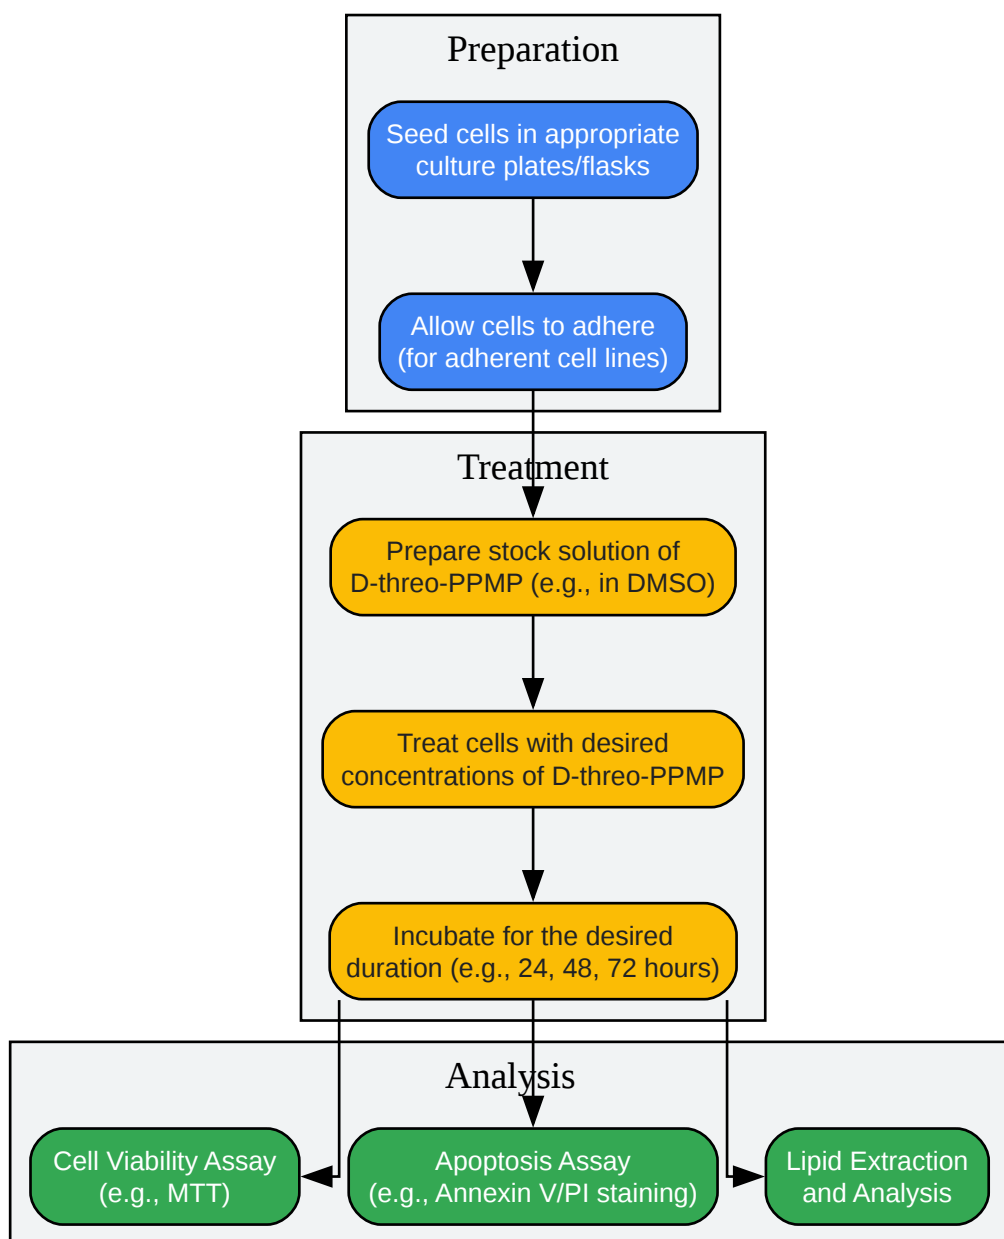 Preparation
Seed cells in appropriate
culture plates/flasks
Allow cells to adhere
(for adherent cell lines)
Treatment
Prepare stock solution of
D-threo-PPMP (e.g., in DMSO)
Treat cells with desired
concentrations of D-threo-PPMP
Incubate for the desired
duration (e.g., 24, 48, 72 hours)
Analysis
Cell Viability Assay
(e.g., MTT)
Apoptosis Assay
(e.g., Annexin V/PI staining)
Lipid Extraction
and Analysis